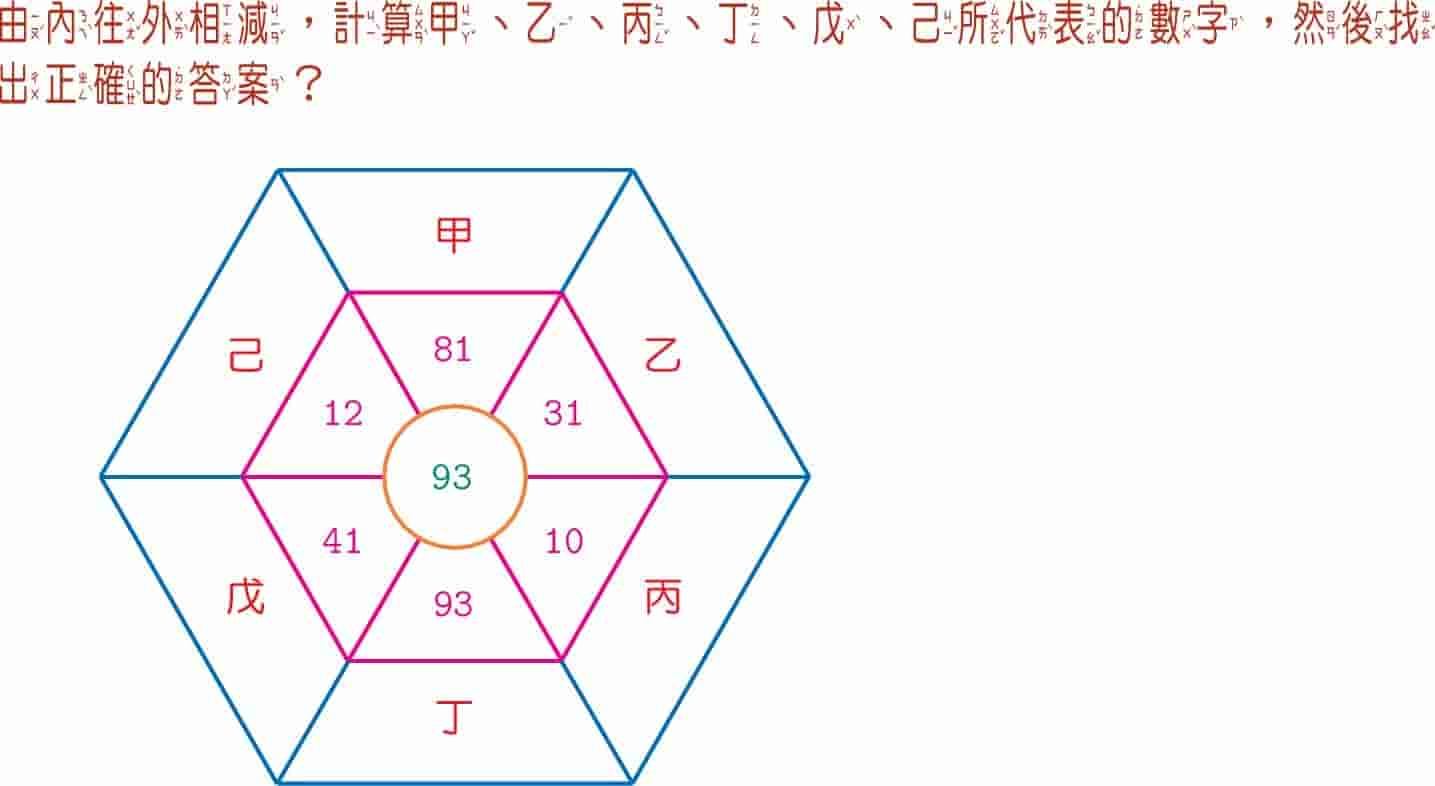 由內往外相減，計算甲、乙、丙、丁、戊、己所代表的數字，然後找
出正確的答案？
甲
己
81
乙
12
31
93
41
10
戊
93
丙
丁